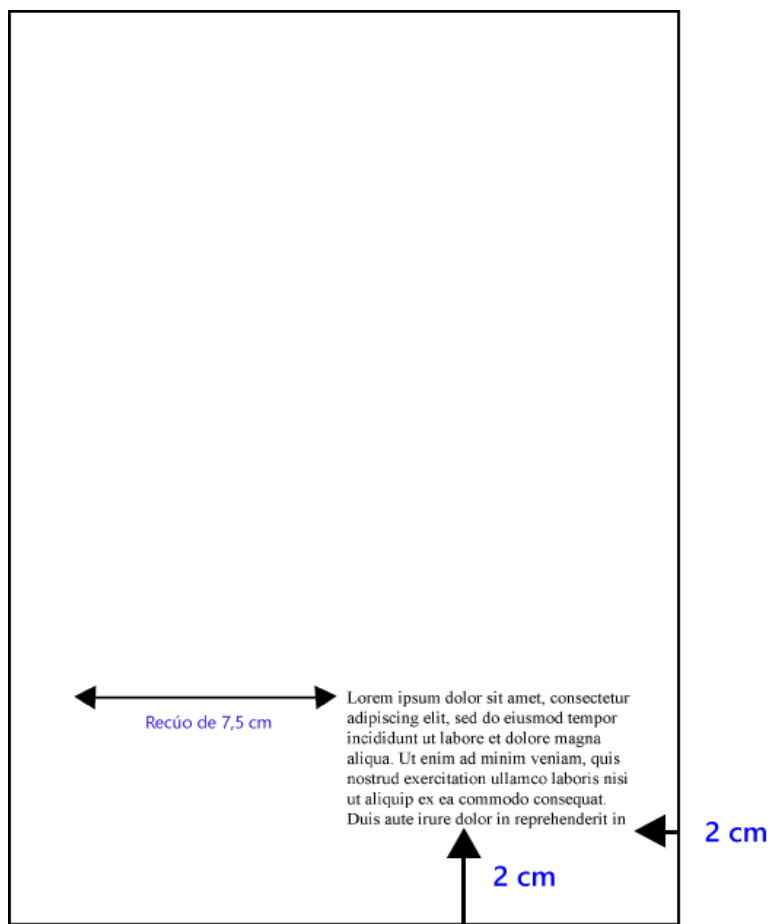 Lorem ipsum dolor sit amet, consectetur
Recúo de 7,5 cm
adipiscing elit, sed do eiusmod tempor
incididunt ut labore et dolore magna
aliqua. Ut enim ad minim veniam, quis
nostrud exercitation ullamco laboris nisi
ut aliquip ex ea commodo consequat.
Duis aute irure dolor in reprehenderit in
2 cm
2 cm